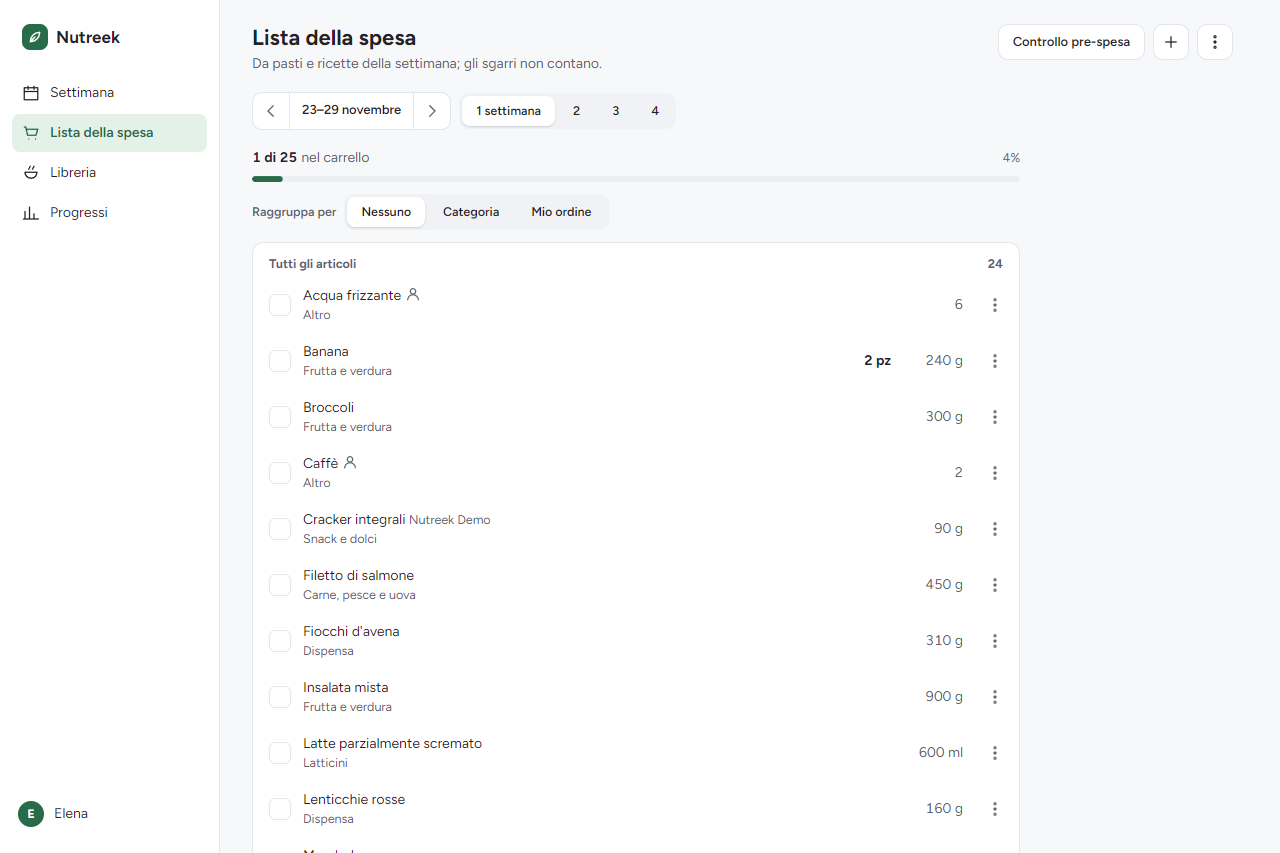 Nutreek
Settimana
Lista della spesa
Libreria
Progressi
E
Elena
Lista della spesa
Da pasti e ricette della settimana; gli sgarri non contano.
Controllo pre-spesa
23–29 novembre
1 settimana
2
3
4
1 di 25 nel carrello
4%
Raggruppa per
Nessuno
Categoria
Mio ordine
Tutti gli articoli
24
Acqua frizzante
Altro
6
Banana
Frutta e verdura
2 pz
240 g
Broccoli
Frutta e verdura
300 g
Caffè
Altro
2
Cracker integrali Nutreek Demo
Snack e dolci
90 g
Filetto di salmone
Carne, pesce e uova
450 g
Fiocchi d'avena
Dispensa
310 g
Insalata mista
Frutta e verdura
900 g
Latte parzialmente scremato
Latticini
600 ml
Lenticchie rosse
Dispensa
160 g